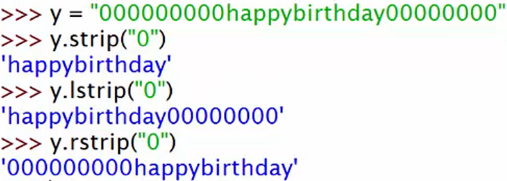 >>> y = "000000000happybirthday00000000"
>>> y.strip("0")
'happybirthday'
>>> y.lstrip("0")
'happybirthday00000000'
>>> y.rstrip("0")
'000000000happybirthday'